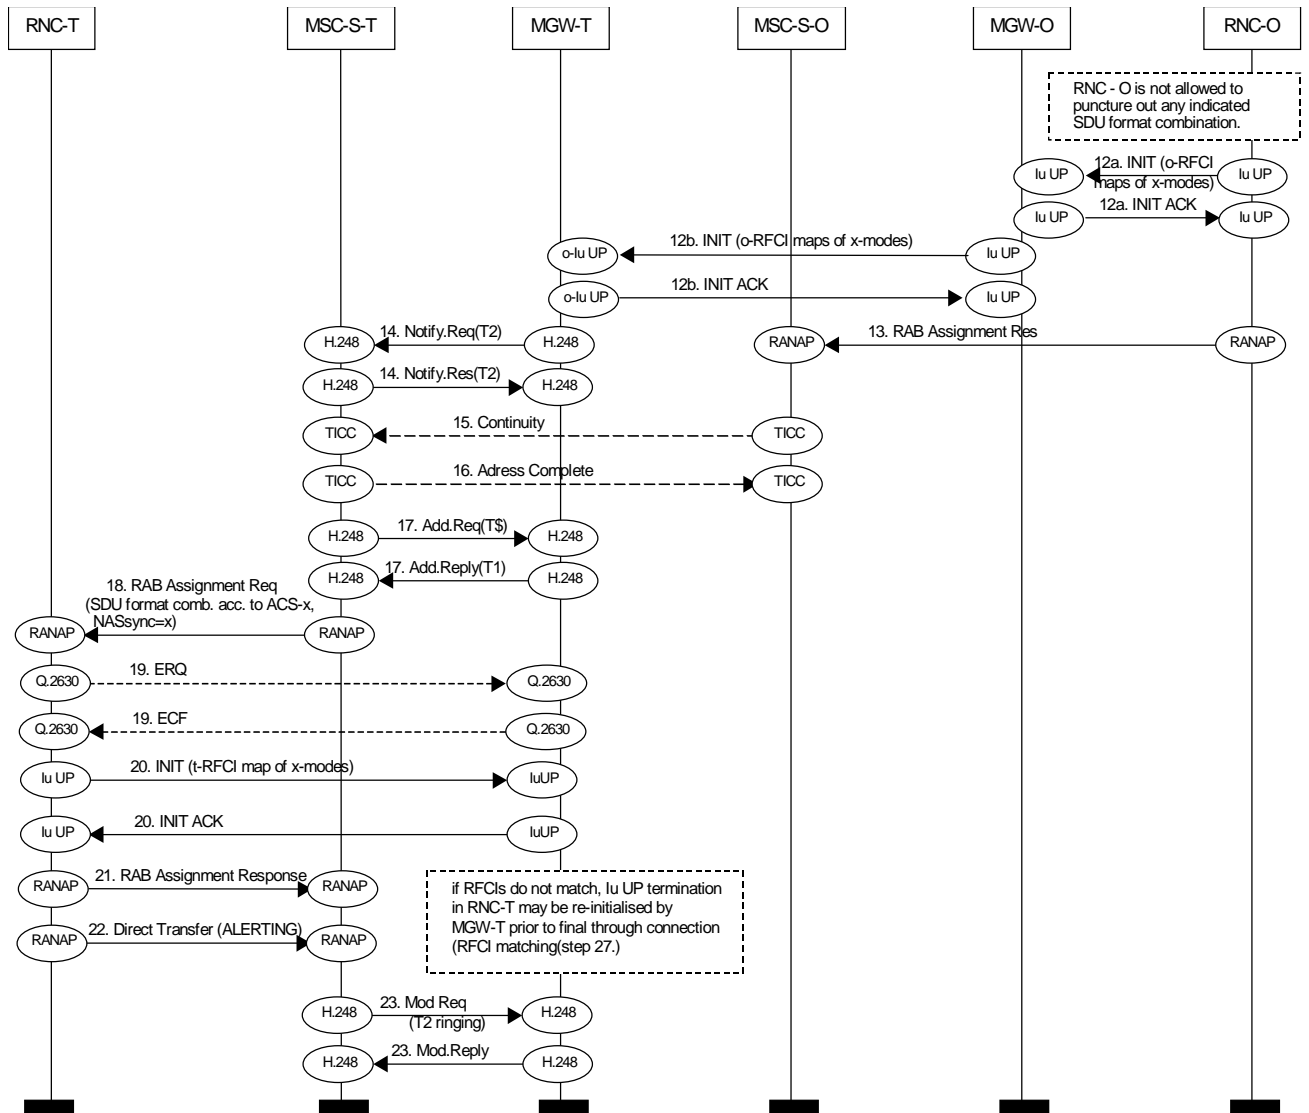 RNC-T
MSC-S-T
MGW-T
MSC-S-O
MGW-O
RNC-O
RNC - O is not allowed to
puncture out any indicated
SDU format combination.
Iu UP
12a. INIT (o-RFCI
maps of x-modes)
Iu UP
Iu UP
12a. INIT ACK
Iu UP
o-Iu UP
12b. INIT (o-RFCI maps of x-modes)
Iu UP
o-Iu UP
12b. INIT ACK
Iu UP
H.248
14. Notify.Req(T2)
H.248
RANAP
13. RAB Assignment Res
RANAP
H.248
14. Notify.Res(T2)
H.248
TICC
15. Continuity
TICC
TICC
16. Adress Complete
TICC
H.248
17. Add.Req(T$)
H.248
H.248
17. Add.Reply(T1)
H.248
18. RAB Assignment Req
(SDU format comb. acc. to ACS-x,
NASsync=x)
RANAP
RANAP
Q.2630
19. ERQ
Q.2630
Q.2630
19. ECF
Q.2630
Iu UP
20. INIT (t-RFCI map of x-modes)
IuUP
Iu UP
20. INIT ACK
IuUP
RANAP
21. RAB Assignment Response
RANAP
if RFCIs do not match, Iu UP termination
in RNC-T may be re-initialised by
MGW-T prior to final through connection
(RFCI matching(step 27.)
RANAP
22. Direct Transfer (ALERTING)
RANAP
H.248
23. Mod Req
(T2 ringing)
H.248
H.248
23. Mod.Reply
H.248